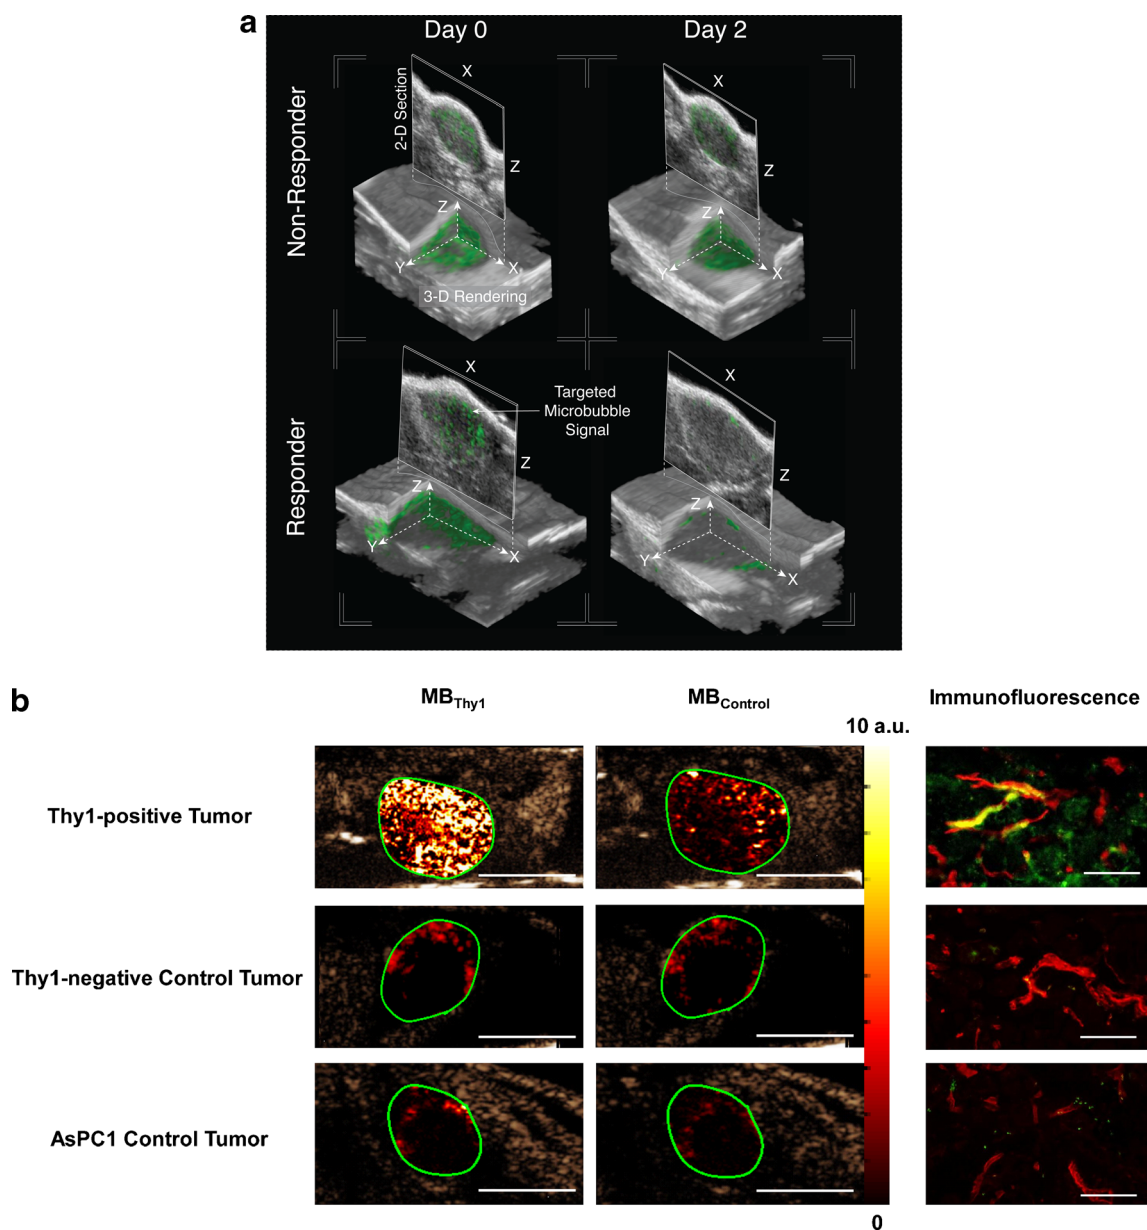 a
Day 0
Day 2
Non-Responder
2-D Section
X
Z
Z
Y
X
3-D Rendering
X
Z
Z
Y
X
Responder
X
Z
Z
Y
X
Targeted
Microbubble
Signal
X
Z
Z
Y
X
b
MBThy1
MBControl
Immunofluorescence
10 a.u.
Thy1-positive Tumor
Thy1-negative Control Tumor
AsPC1 Control Tumor
0